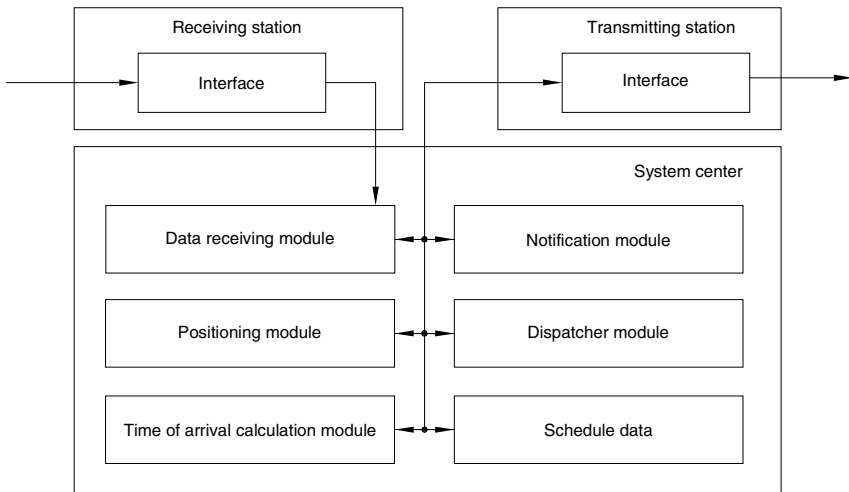 Receiving station
Transmitting station
Interface
Interface
System center
Data receiving module
Notification module
Positioning module
Dispatcher module
Time of arrival calculation module
Schedule data